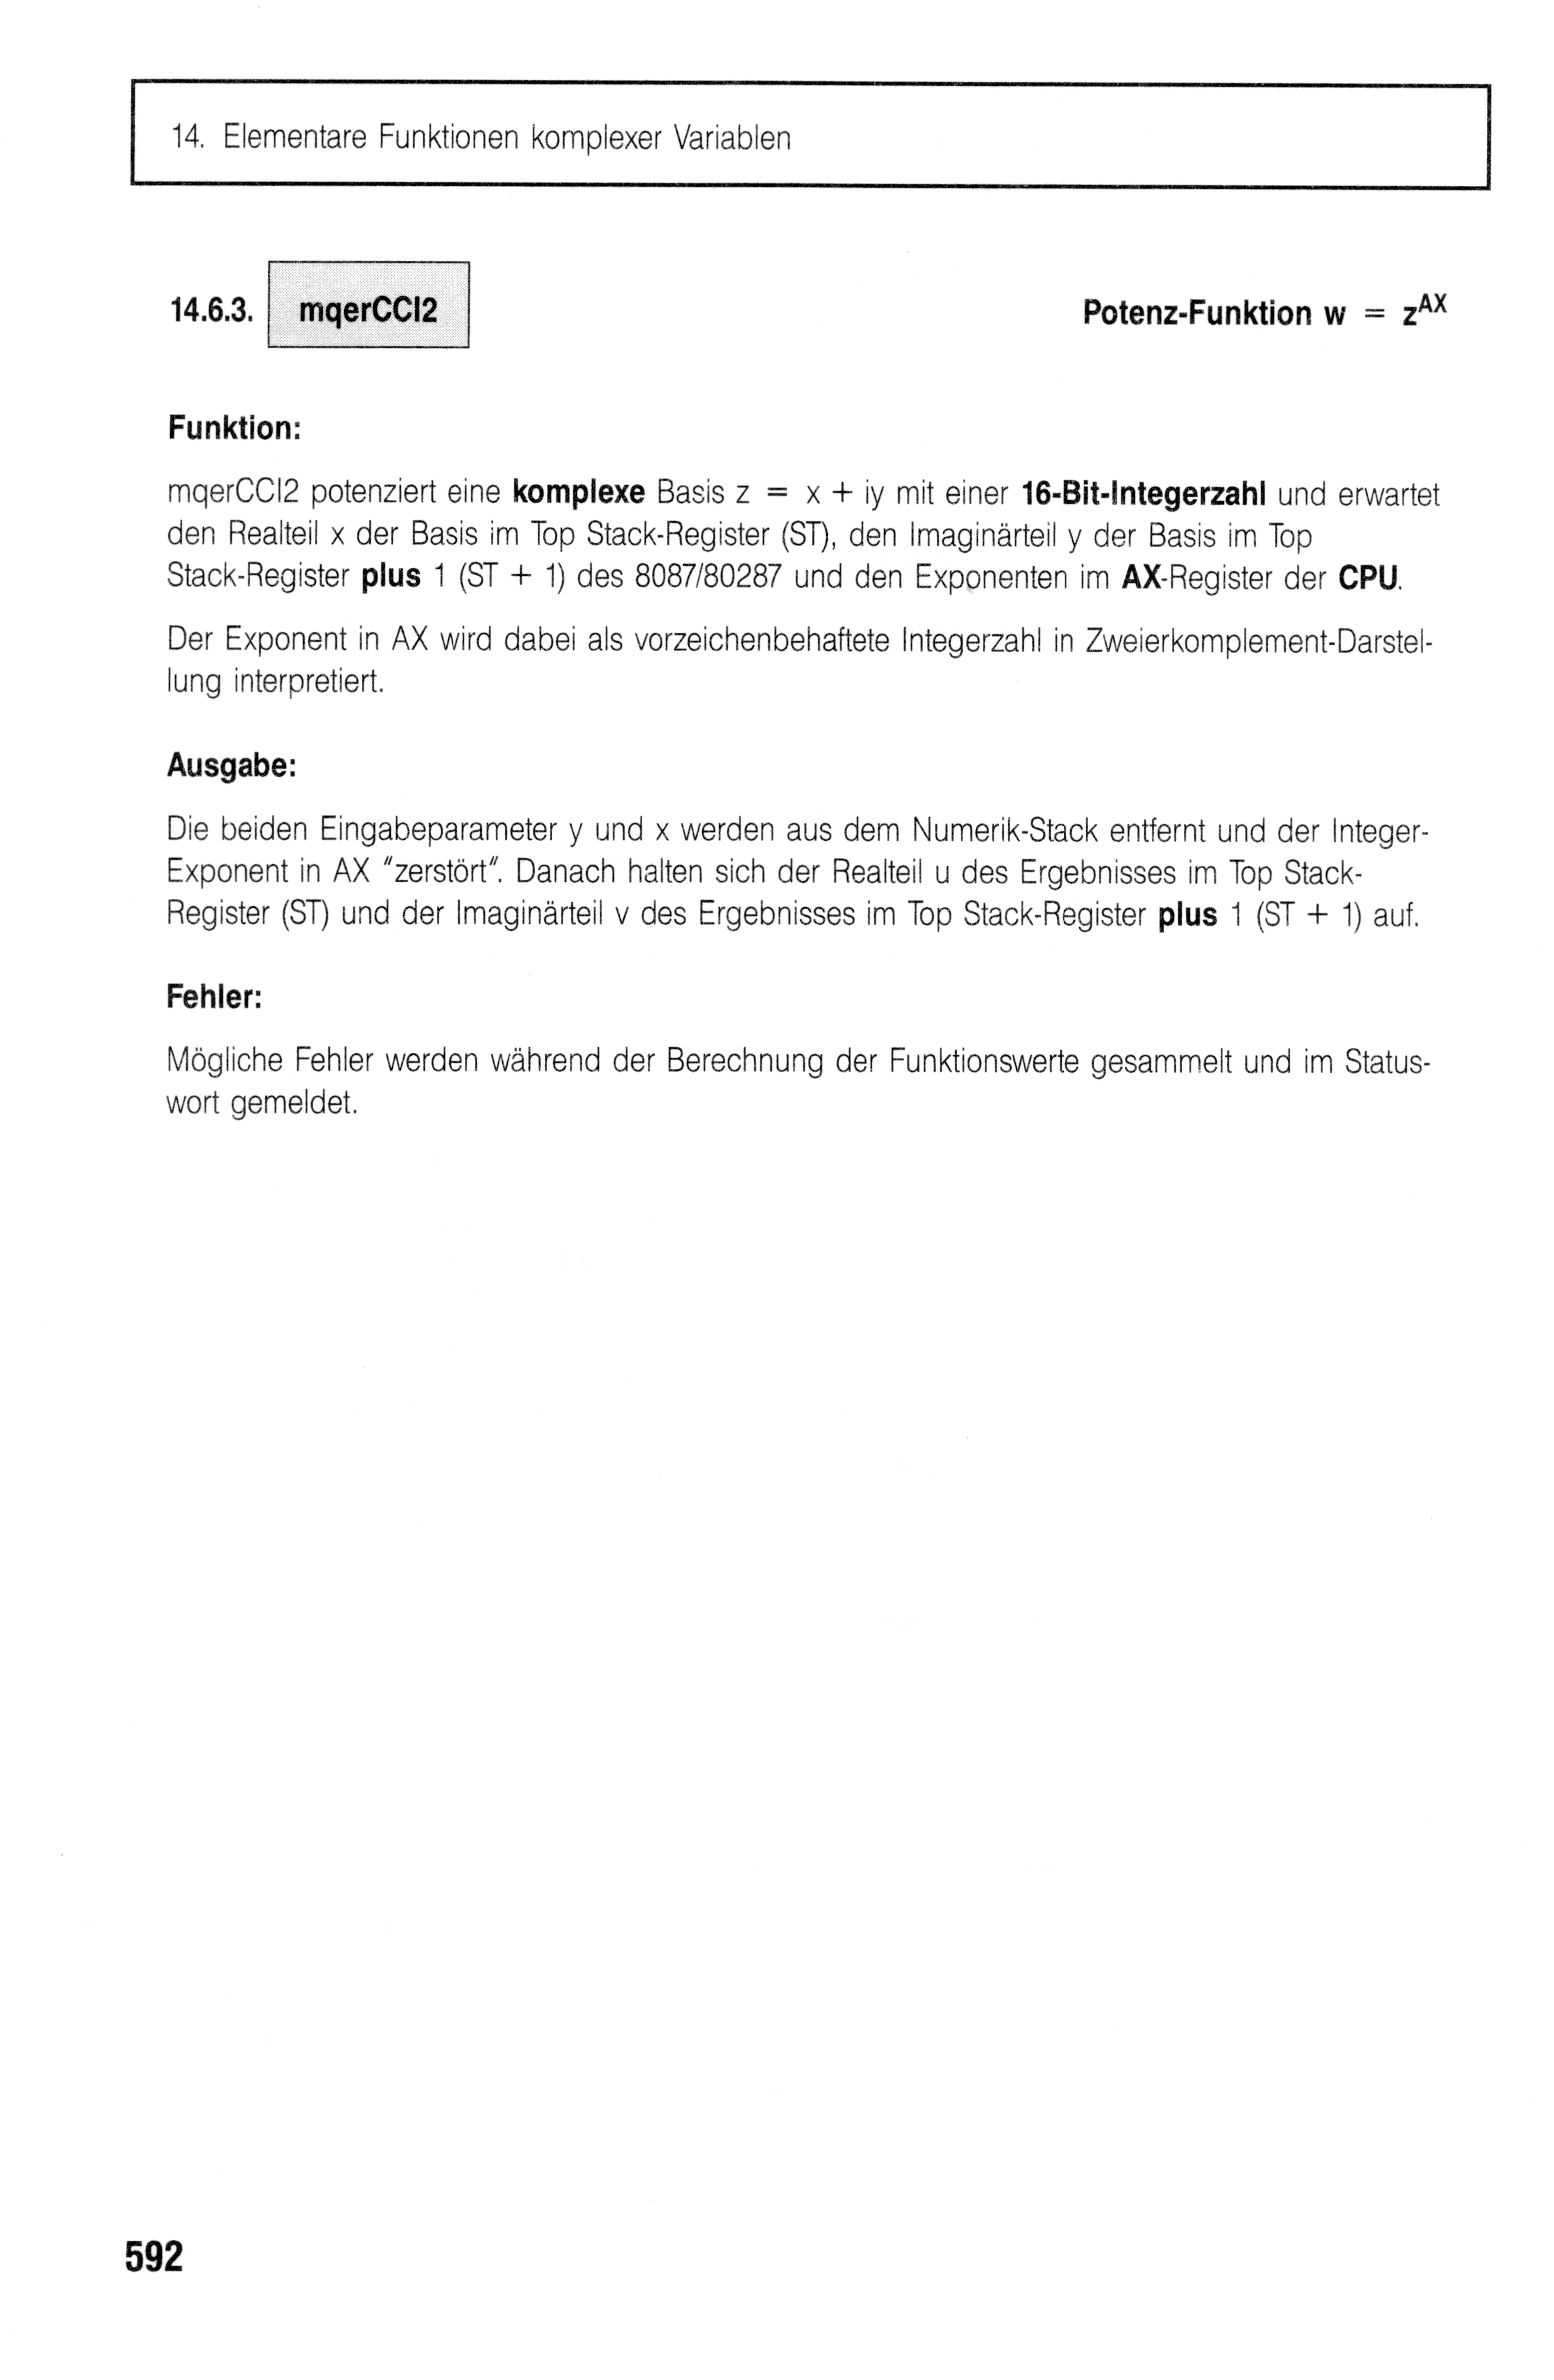 14. Elementare Funktionen komplexer Variablen
14.6.3. mqerCCI2 Potenz-Funktion w = z^AX
Funktion:
mqerCCI2 potenziert eine komplexe Basis z = x + iy mit einer 16-Bit-Integerzahl und erwartet
den Realteil x der Basis im Top Stack-Register (ST), den Imaginärteil y der Basis im Top
Stack-Register plus 1 (ST + 1) des 8087/80287 und den Exponenten im AX-Register der CPU.
Der Exponent in AX wird dabei als vorzeichenbehaftete Integerzahl in Zweierkomplement-Darstel-
lung interpretiert.
Ausgabe:
Die beiden Eingabeparameter y und x werden aus dem Numerik-Stack entfernt und der Integer-
Exponent in AX "zerstört". Danach halten sich der Realteil u des Ergebnisses im Top Stack-
Register (ST) und der Imaginärteil v des Ergebnisses im Top Stack-Register plus 1 (ST + 1) auf.
Fehler:
Mögliche Fehler werden während der Berechnung der Funktionswerte gesammelt und im Status-
wort gemeldet.
592